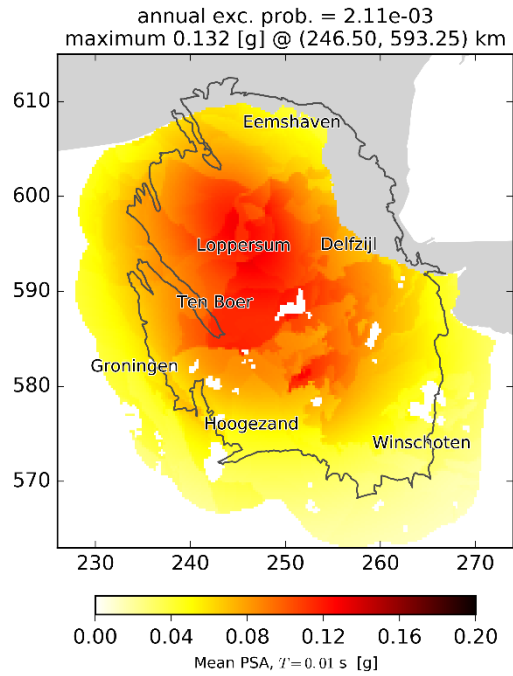 annual exc. prob. = 2.11e-03
maximum 0.132 [g] @ (246.50, 593.25) km
610
600
590
580
570
Eemshaven
Loppersum
Delfzijl
Ten Boer
Groningen
Hoogezand
Winschoten
230 240 250 260 270
0.00 0.04 0.08 0.12 0.16 0.20
Mean PSA, T=0.01 s [g]